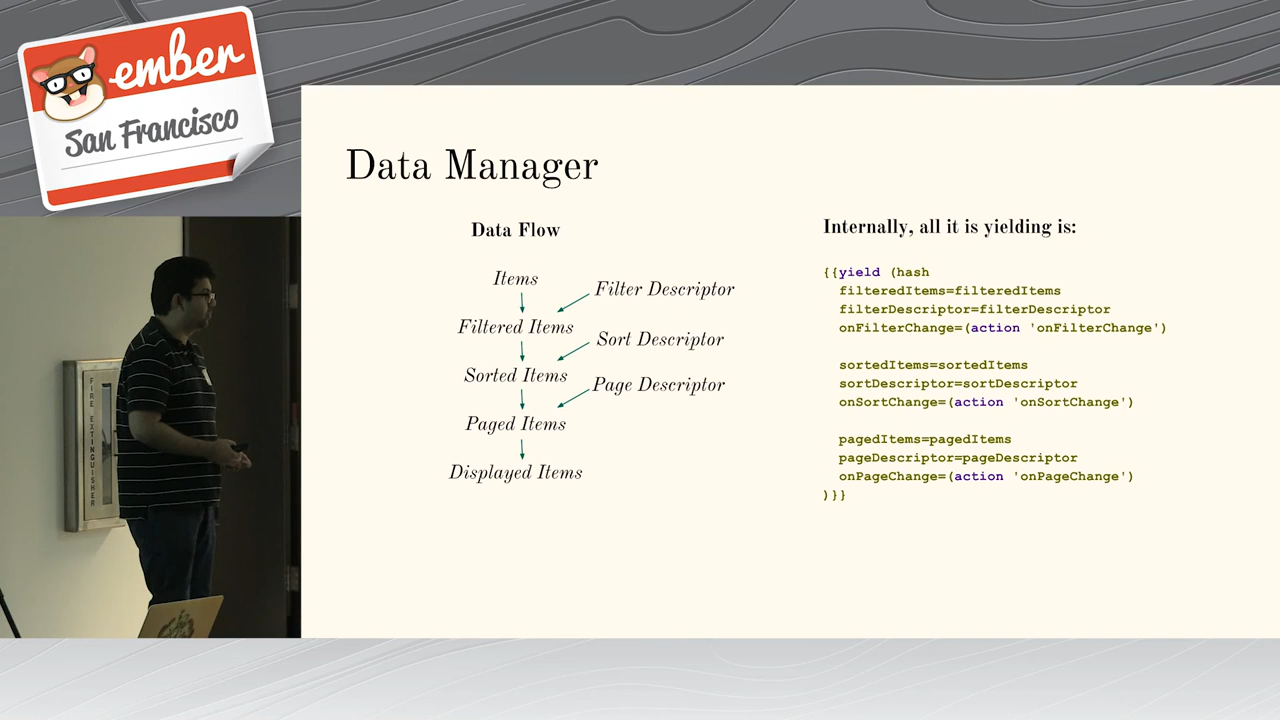 ember
San Francisco
Data Manager
Data Flow
Items
Filter Descriptor
Filtered Items
Sort Descriptor
Sorted Items
Page Descriptor
Paged Items
Displayed Items
Internally, all it is yielding is:
{{yield (hash
filteredItems=filteredItems
filterDescriptor=filterDescriptor
onFilterChange=(action 'onFilterChange')
sortedItems=sortedItems
sortDescriptor=sortDescriptor
onSortChange=(action 'onSortChange')
pagedItems=pagedItems
pageDescriptor=pageDescriptor
onPageChange=(action 'onPageChange')
)}}
FIRE EXTINGUISHER